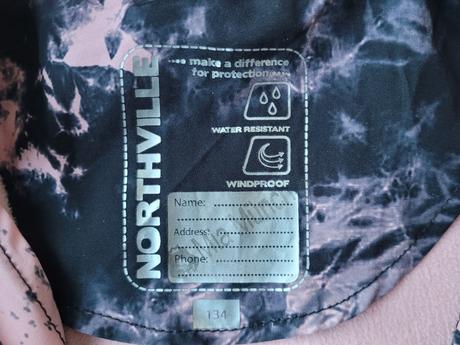 NORTHVILLE
make a difference
for protection
WATER RESISTANT
WINDPROOF
Name:
Address:
Phone:
134